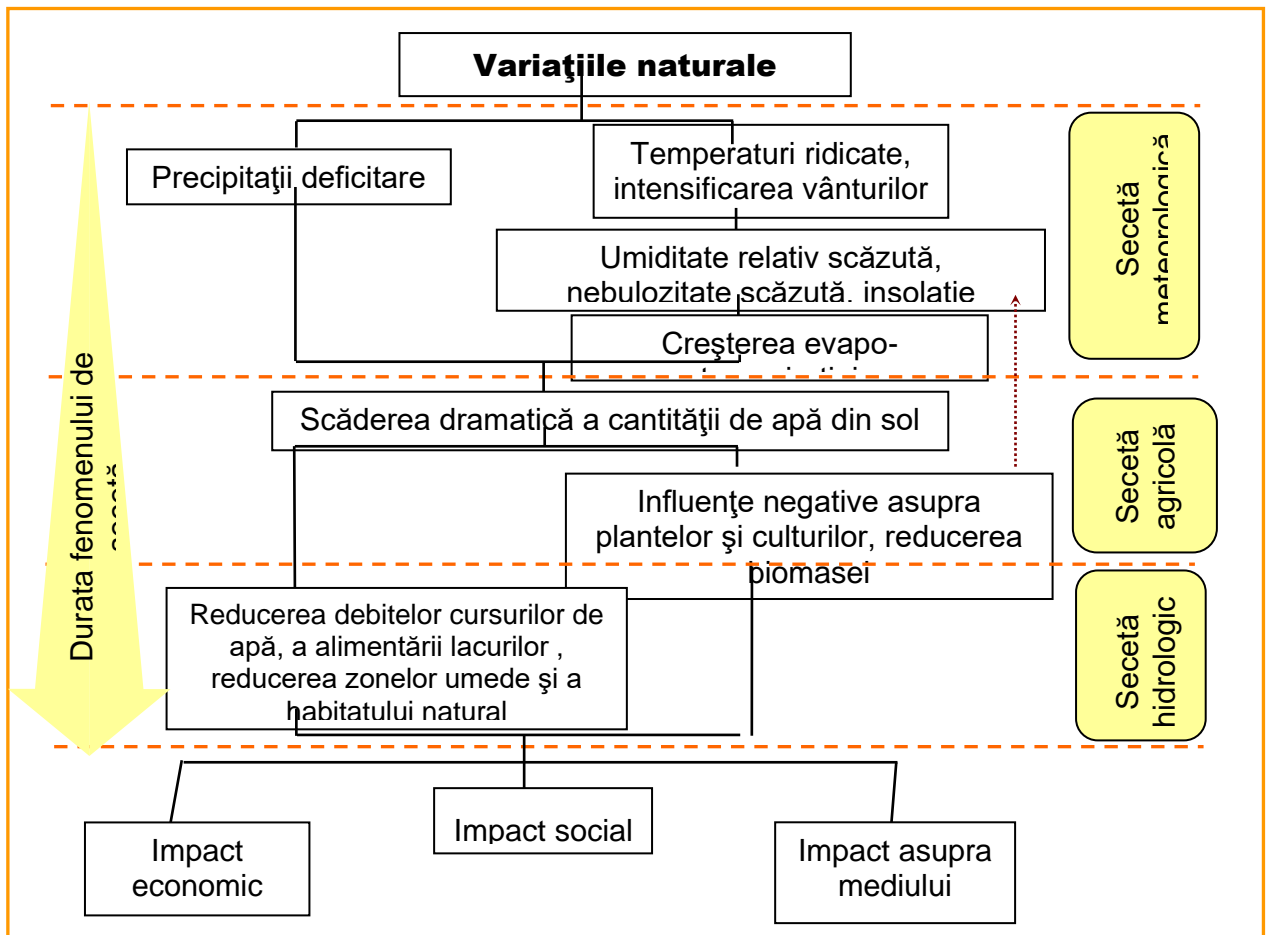 Variaţiile naturale
Precipitaţii deficitare
Temperaturi ridicate,
intensificarea vânturilor
Umiditate relativ scăzută,
nebulozitate scăzută, insolaţie
Creşterea evapo-
Secetă
meteorologică
Scăderea dramatică a cantităţii de apă din sol
Influenţe negative asupra
plantelor şi culturilor, reducerea
biomasei
Secetă
agricolă
Reducerea debitelor cursurilor de
apă, a alimentării lacurilor ,
reducerea zonelor umede şi a
habitatului natural
Secetă
hidrologic
Durata fenomenului de
Impact
economic
Impact social
Impact asupra
mediului